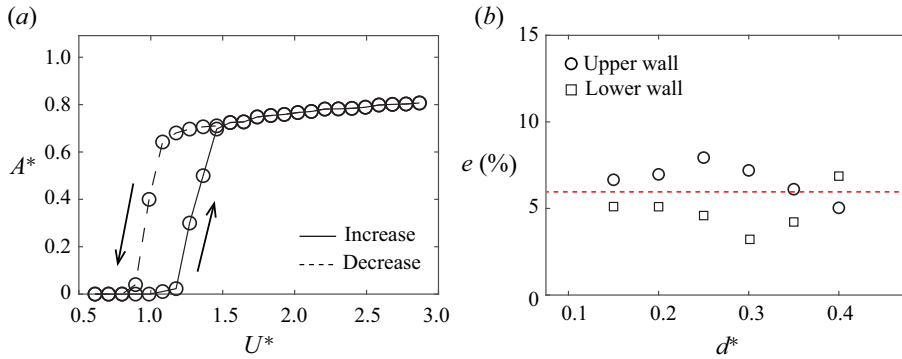 (a)
1.0
0.8
0.6
A*
0.4
0.2
0
0.5 1.0 1.5 2.0 2.5 3.0
U*
Increase
Decrease
(b)
15
10
e (%)
5
0
0.1 0.2 0.3 0.4
d*
Upper wall
Lower wall